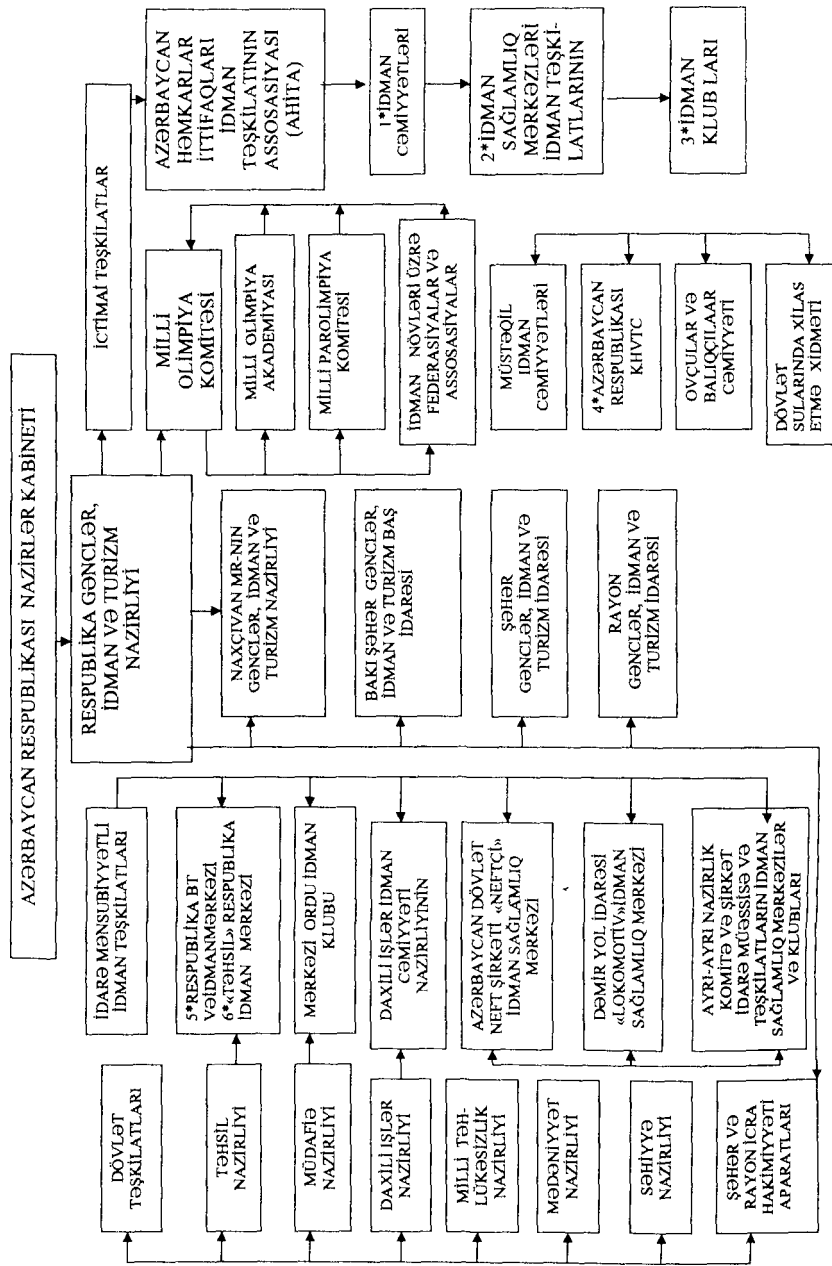 AZƏRBAYCAN RESPUBLİKASI NAZİRLƏR KABİNETİ
RESPUBLİKA GƏNCLƏR,
İDMAN VƏ TURİZM
NAZİRLİYİ
İCTİMAİ TƏŞKİLATLAR
DÖVLƏT
TƏŞKİLATLARI
TƏHSİL
NAZİRLİYİ
MÜDAFİƏ
NAZİRLİYİ
DAXİLİ İŞLƏR
NAZİRLİYİ
MİLLİ TƏH-
LÜKƏSİZLİK
NAZİRLİYİ
MƏDƏNİYYƏT
NAZİRLİYİ
SƏHİYYƏ
NAZİRLİYİ
ŞƏHƏR VƏ
RAYON İCRA
HAKİMİYYƏTİ
APARATLARI
İDARƏ MƏNSUBİYYƏTLİ
İDMAN TƏŞKİLATLARI
5*RESPUBLİKA BT
VƏİDMANMƏRKƏZİ
6*«TƏHSİL» RESPUBLİKA
İDMAN MƏRKƏZİ
MƏRKƏZİ ORDU İDMAN
KLUBU
DAXİLİ İŞLƏR İDMAN
CƏMİYYƏTİ
NAZİRLİYİNİN
AZƏRBAYCAN DÖVLƏT
NEFT ŞİRKƏTİ «NEFTÇİ»
İDMAN SAĞLAMLIQ
MƏRKƏZİ
DƏMİR YOL İDARƏSİ
«LOKOMOTİV»İDMAN
SAĞLAMLIQ MƏRKƏZİ
AYRI-AYRI NAZİRLİK
KOMİTƏ VƏ ŞİRKƏT
İDARƏ MÜƏSSİSƏ VƏ
TƏŞKİLATLARIN İDMAN
SAĞLAMLIQ MƏRKƏZİLƏR
VƏ KLUBLARI
NAXÇIVAN MR-NIN
GƏNCLƏR, İDMAN VƏ
TURİZM NAZİRLİYİ
BAKI ŞƏHƏR GƏNCLƏR,
İDMAN VƏ TURİZM BAŞ
İDARƏSİ
ŞƏHƏR
GƏNCLƏR, İDMAN VƏ
TURİZM İDARƏSİ
RAYON
GƏNCLƏR, İDMAN VƏ
TURİZM İDARƏSİ
MİLLİ
OLİMPİYA
KOMİTƏSİ
MİLLİ OLİMPİYA
AKADEMİYASI
MİLLİ PAROLİMPİYA
KOMİTƏSİ
İDMAN NÖVLƏRİ ÜZRƏ
FEDERASİYALAR VƏ
ASSOSASİYALAR
MÜSTƏQİL
İDMAN
CƏMİYYƏTLƏRİ
4*AZƏRBAYCAN
RESPUBLİKASI
KHVTC
OVÇULAR VƏ
BALIQÇILAAR
CƏMİYYƏTİ
DÖVLƏT
SULARINDA XİLAS
ETMƏ XİDMƏTİ
AZƏRBAYCAN
HƏMKARLAR
İTTİFAQLARI
İDMAN
TƏŞKİLATININ
ASSOSASİYASI
(AHİTA)
1*İDMAN
CƏMİYYƏTLƏRİ
2*İDMAN
SAĞLAMLIQ
MƏRKƏZLƏRİ
İDMAN TƏŞKİ-
LATLARININ
3*İDMAN
KLUB LARI